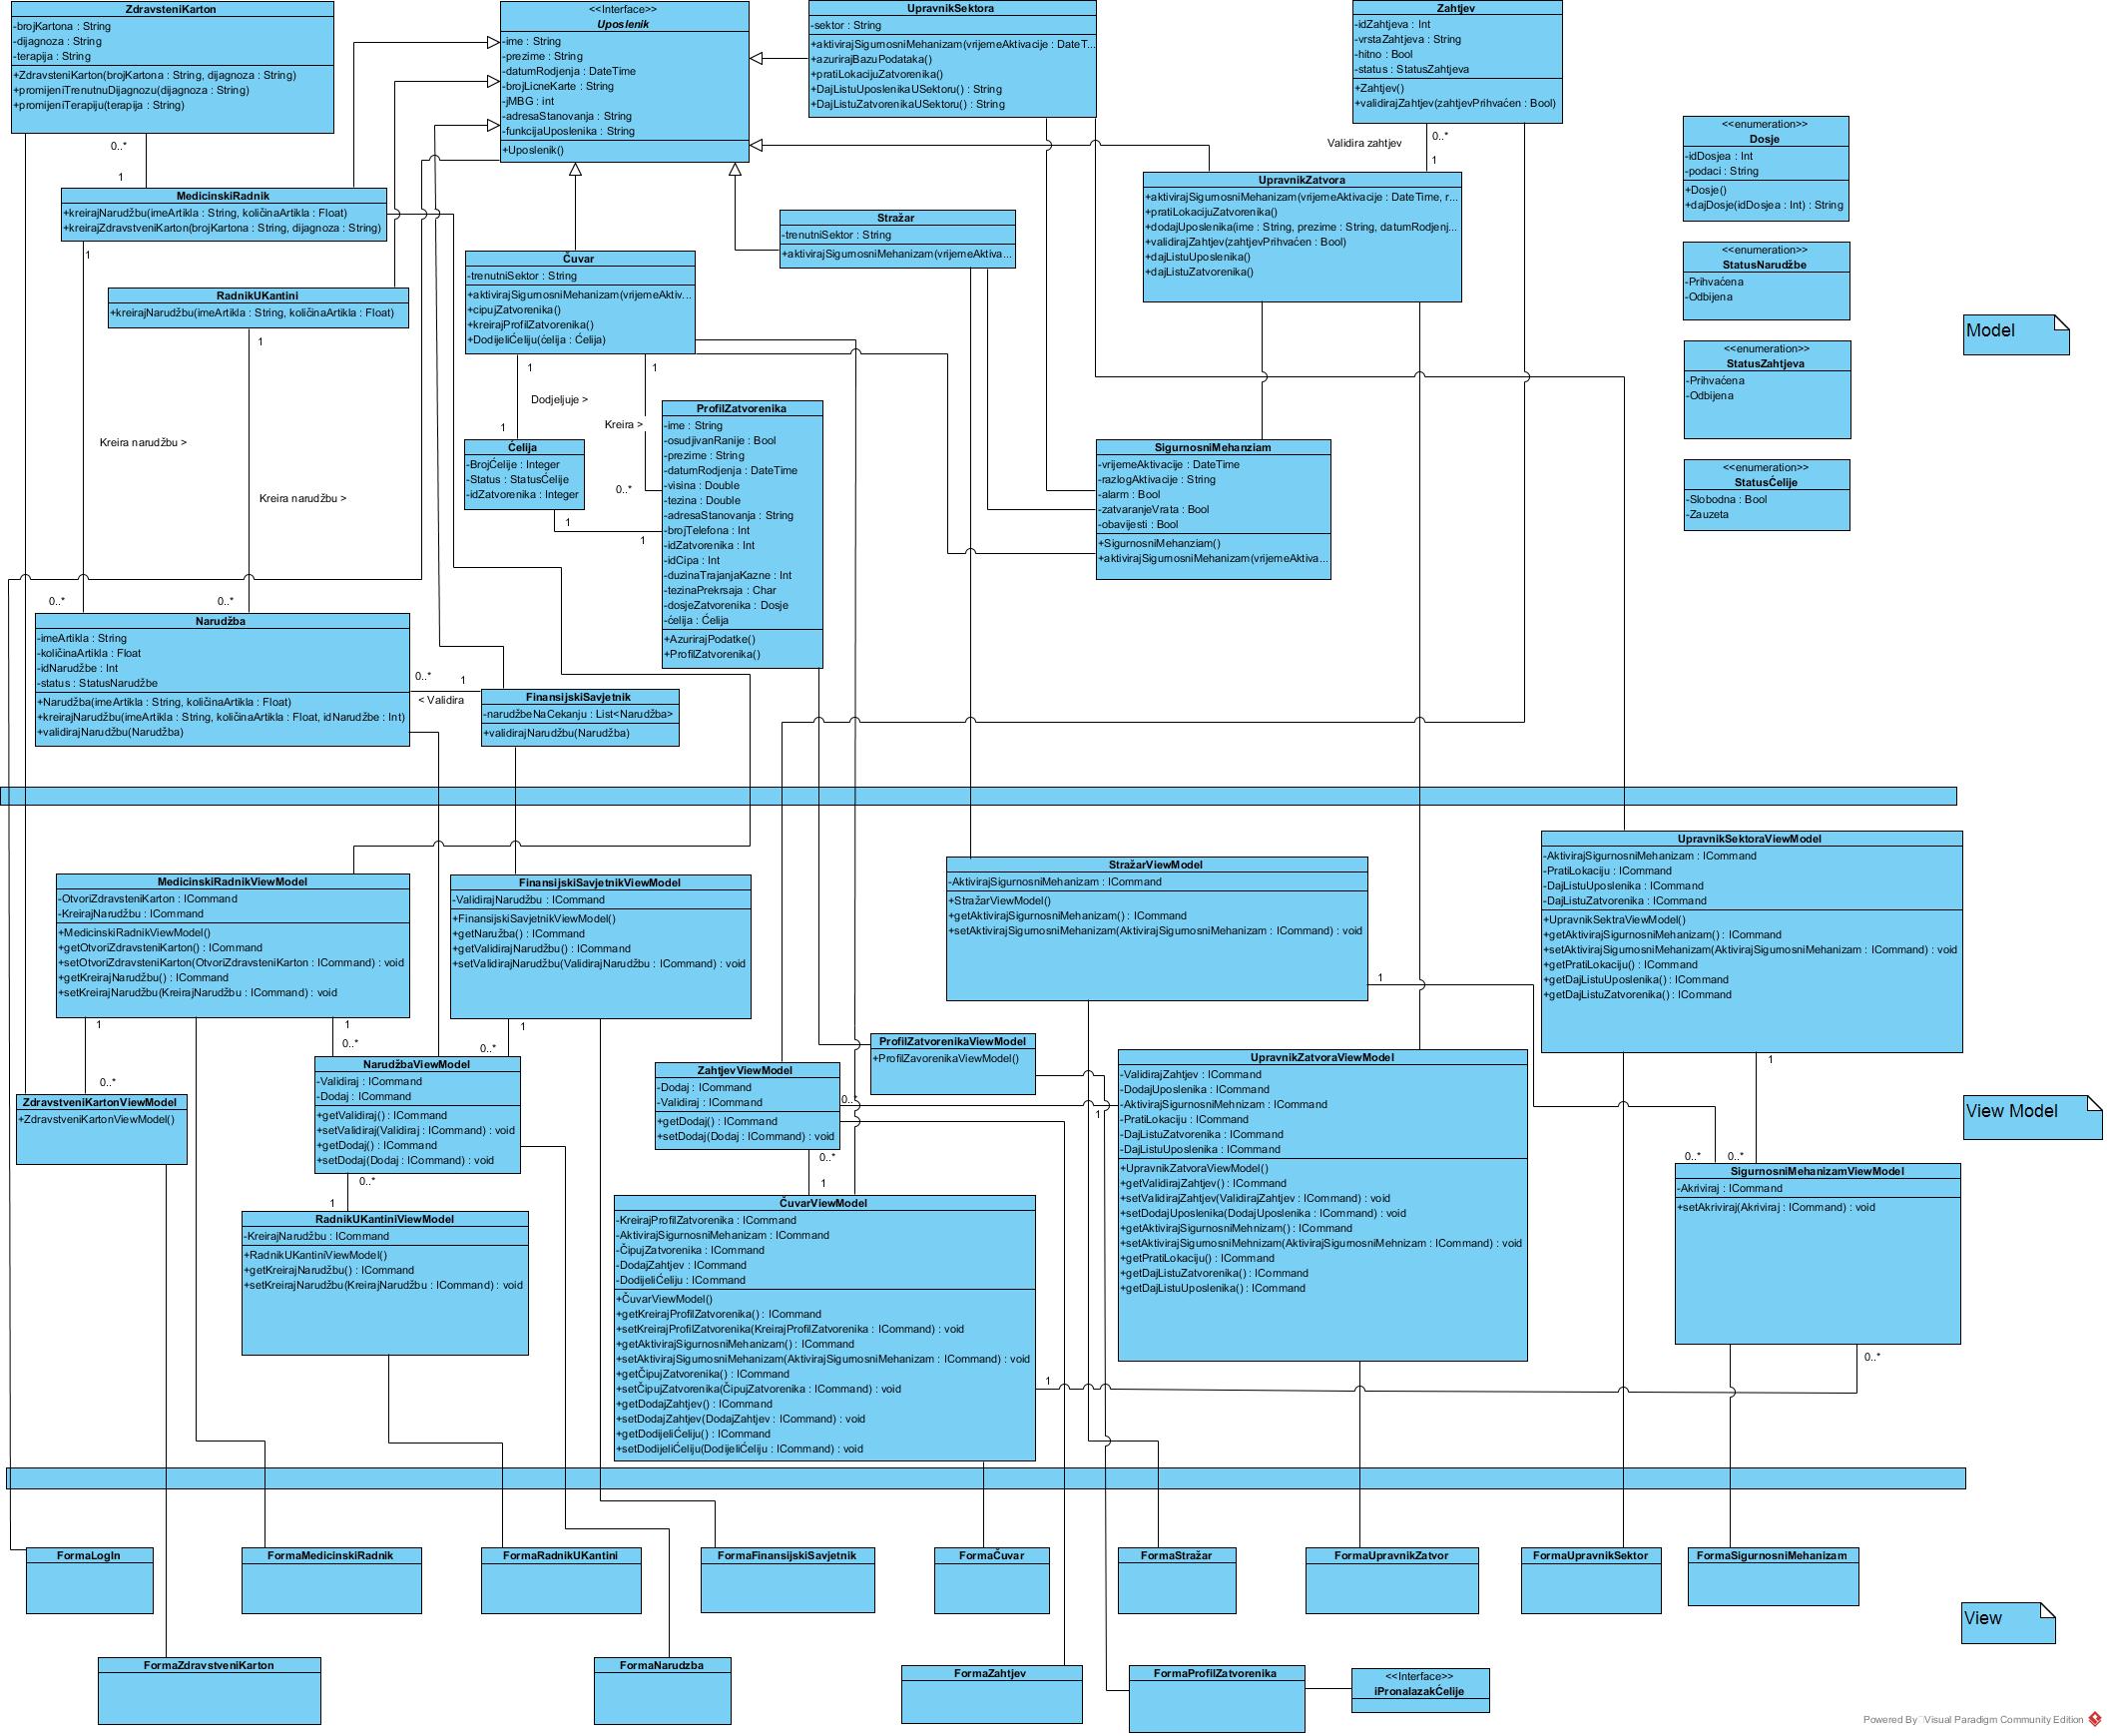 ZdravsteniKarton
-brojKartona : String
-dijagnoza : String
-terapija : String
+ZdravsteniKarton(brojKartona : String, dijagnoza : String)
+promijeniTrenutnuDijagnozu(dijagnoza : String)
+promijeniTerapiju(terapija : String)
<<Interface>>
Uposlenik
-ime : String
-prezime : String
-datumRodjenja : DateTime
-brojLicneKarte : String
-jMBG : int
-adresaStanovanja : String
-funkcijaUposlenika : String
+Uposlenik()
UpravnikSektora
-sektor : String
+aktivirajSigurnosniMehanizam(vrijemeAktivacije : DateT...
+azurirajBazuPodataka()
+pratiLokacijuZatvorenika()
+DajListuUposlenikaUSektoru() : String
+DajListuZatvorenikaUSektoru() : String
Zahtjev
-idZahtjeva : Int
-vrstaZahtjeva : String
-hitno : Bool
-status : StatusZahtjeva
+Zahtjev()
+validirajZahtjev(zahtjevPrihvaćen : Bool)
Validira zahtjev
0..*
1
<<enumeration>>
Dosje
-idDosjea : Int
-podaci : String
+Dosje()
+dajDosje(idDosjea : Int) : String
0..*
1
MedicinskiRadnik
+kreirajNarudžbu(imeArtikla : String, količinaArtikla : Float)
+kreirajZdravstveniKarton(brojKartona : String, dijagnoza : String)
1
UpravnikZatvora
+aktivirajSigurnosniMehanizam(vrijemeAktivacije : DateTime, r...
+pratiLokacijuZatvorenika()
+dodajUposlenika(ime : String, prezime : String, datumRodjenj...
+validirajZahtjev(zahtjevPrihvaćen : Bool)
+dajListuUposlenika()
+dajListuZatvorenika()
Stražar
-trenutniSektor : String
+aktivirajSigurnosniMehanizam(vrijemeAktiva...
Čuvar
-trenutniSektor : String
+aktivirajSigurnosniMehanizam(vrijemeAktiv...
+cipujZatvorenika()
+kreirajProfilZatvorenika()
+DodijeliĆeliju(ćelija : Ćelija)
<<enumeration>>
StatusNarudžbe
-Prihvaćena
-Odbijena
RadnikUKantini
+kreirajNarudžbu(imeArtikla : String, količinaArtikla : Float)
1
Model
<<enumeration>>
StatusZahtjeva
-Prihvaćena
-Odbijena
1
1
Dodjeljuje >
1
Kreira >
0..*
ProfilZatvorenika
-ime : String
-osudjivanRanije : Bool
-prezime : String
-datumRodjenja : DateTime
-visina : Double
-tezina : Double
-adresaStanovanja : String
-brojTelefona : Int
-idZatvorenika : Int
-idCipa : Int
-duzinaTrajanjaKazne : Int
-tezinaPrekrsaja : Char
-dosjeZatvorenika : Dosje
-ćelija : Ćelija
+AzurirajPodatke()
+ProfilZatvorenika()
Ćelija
-BrojĆelije : Integer
-Status : StatusĆelije
-idZatvorenika : Integer
1
1
SigurnosniMehanziam
-vrijemeAktivacije : DateTime
-razlogAktivacije : String
-alarm : Bool
-zatvaranjeVrata : Bool
-obavijesti : Bool
+SigurnosniMehanziam()
+aktivirajSigurnosniMehanizam(vrijemeAktiva...
<<enumeration>>
StatusĆelije
-Slobodna : Bool
-Zauzeta
Kreira narudžbu >
Kreira narudžbu >
0..*
0..*
Narudžba
-imeArtikla : String
-količinaArtikla : Float
-idNarudžbe : Int
-status : StatusNarudžbe
+Narudžba(imeArtikla : String, količinaArtikla : Float)
+kreirajNarudžbu(imeArtikla : String, količinaArtikla : Float, idNarudžbe : Int)
+validirajNarudžbu(Narudžba)
0..*
1
< Validira
FinansijskiSavjetnik
-narudžbeNaCekanju : List<Narudžba>
+validirajNarudžbu(Narudžba)
MedicinskiRadnikViewModel
-OtvoriZdravsteniKarton : ICommand
-KreirajNarudžbu : ICommand
+MedicinskiRadnikViewModel()
+getOtvoriZdravsteniKarton() : ICommand
+setOtvoriZdravsteniKarton(OtvoriZdravsteniKarton : ICommand) : void
+getKreirajNarudžbu() : ICommand
+setKreirajNarudžbu(KreirajNarudžbu : ICommand) : void
FinansijskiSavjetnikViewModel
-ValidirajNarudžbu : ICommand
+FinansijskiSavjetnikViewModel()
+getNaružba() : ICommand
+getValidirajNarudžbu() : ICommand
+setValidirajNarudžbu(ValidirajNarudžbu : ICommand) : void
StražarViewModel
-AktivirajSigurnosniMehanizam : ICommand
+StražarViewModel()
+getAktivirajSigurnosniMehanizam() : ICommand
+setAktivirajSigurnosniMehanizam(AktivirajSigurnosniMehanizam : ICommand) : void
1
UpravnikSektoraViewModel
-AktivirajSigurnosniMehanizam : ICommand
-PratiLokaciju : ICommand
-DajListuUposlenika : ICommand
-DajListuZatvorenika : ICommand
+UpravnikSektraViewModel()
+getAktivirajSigurnosniMehanizam() : ICommand
+setAktivirajSigurnosniMehanizam(AktivirajSigurnosniMehanizam : ICommand) : void
+getPratiLokaciju() : ICommand
+getDajListuUposlenika() : ICommand
+getDajListuZatvorenika() : ICommand
1
1
0..*
1
0..*
1
0..*
ZdravstveniKartonViewModel
+ZdravstveniKartonViewModel()
NarudžbaViewModel
-Validiraj : ICommand
-Dodaj : ICommand
+getValidiraj() : ICommand
+setValidiraj(Validiraj : ICommand) : void
+getDodaj() : ICommand
+setDodaj(Dodaj : ICommand) : void
0..*
1
RadnikUKantiniViewModel
-KreirajNarudžbu : ICommand
+RadnikUKantiniViewModel()
+getKreirajNarudžbu() : ICommand
+setKreirajNarudžbu(KreirajNarudžbu : ICommand) : void
ZahtjevViewModel
-Dodaj : ICommand
-Validiraj : ICommand
+getDodaj() : ICommand
+setDodaj(Dodaj : ICommand) : void
0..*
1
0..*
1
ProfilZatvorenikaViewModel
+ProfilZavorenikaViewModel()
UpravnikZatvoraViewModel
-ValidirajZahtjev : ICommand
-DodajUposlenika : ICommand
-AktivirajSigurnosniMehnizam : ICommand
-PratiLokaciju : ICommand
-DajListuZatvorenika : ICommand
-DajListuUposlenika : ICommand
+UpravnikZatvoraViewModel()
+getValidirajZahtjev() : ICommand
+setValidirajZahtjev(ValidirajZahtjev : ICommand) : void
+setDodajUposlenika(DodajUposlenika : ICommand) : void
+getAktivirajSigurnosniMehnizam() : ICommand
+setAktivirajSigurnosniMehnizam(AktivirajSigurnosniMehnizam : ICommand) : void
+getPratiLokaciju() : ICommand
+getDajListuZatvorenika() : ICommand
+getDajListuUposlenika() : ICommand
View Model
0..*
0..*
SigurnosniMehanizamViewModel
-Akriviraj : ICommand
+setAkriviraj(Akriviraj : ICommand) : void
0..*
ČuvarViewModel
-KreirajProfilZatvorenika : ICommand
-AktivirajSigurnosniMehanizam : ICommand
-ČipujZatvorenika : ICommand
-DodajZahtjev : ICommand
-DodijeliĆeliju : ICommand
+ČuvarViewModel()
+getKreirajProfilZatvorenika() : ICommand
+setKreirajProfilZatvorenika(KreirajProfilZatvorenika : ICommand) : void
+getAktivirajSigurnosniMehanizam() : ICommand
+setAktivirajSigurnosniMehanizam(AktivirajSigurnosniMehanizam : ICommand) : void
+getČipujZatvorenika() : ICommand
+setČipujZatvorenika(ČipujZatvorenika : ICommand) : void
+getDodajZahtjev() : ICommand
+setDodajZahtjev(DodajZahtjev : ICommand) : void
+getDodijeliĆeliju() : ICommand
+setDodijeliĆeliju(DodijeliĆeliju : ICommand) : void
1
FormaLogIn
FormaMedicinskiRadnik
FormaRadnikUKantini
FormaFinansijskiSavjetnik
FormaČuvar
FormaStražar
FormaUpravnikZatvor
FormaUpravnikSektor
FormaSigurnosniMehanizam
View
FormaZdravstveniKarton
FormaNarudzba
FormaZahtjev
FormaProfilZatvorenika
<<Interface>>
iPronalazakĆelije
Powered By Visual Paradigm Community Edition